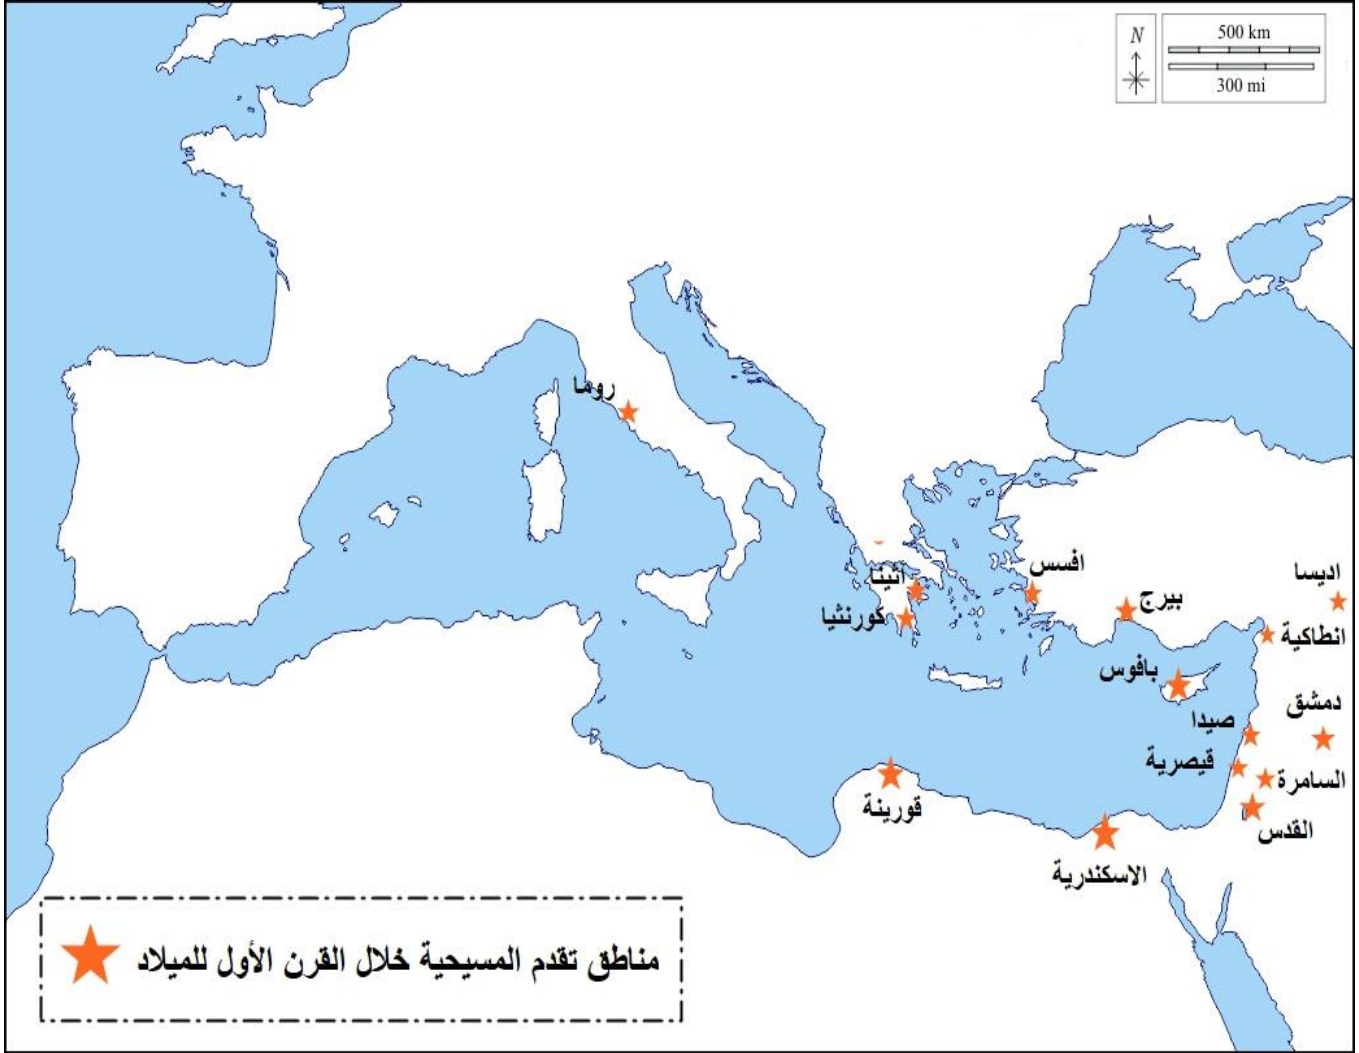 N
500 km
300 mi
روما
اثينا
كورنثيا
افسس
بيرج
اديسا
انطاكية
بافوس
دمشق
صيدا
قيصرية
السامرة
القدس
قورينة
الاسكندرية
مناطق تقدم المسيحية خلال القرن الأول للميلاد